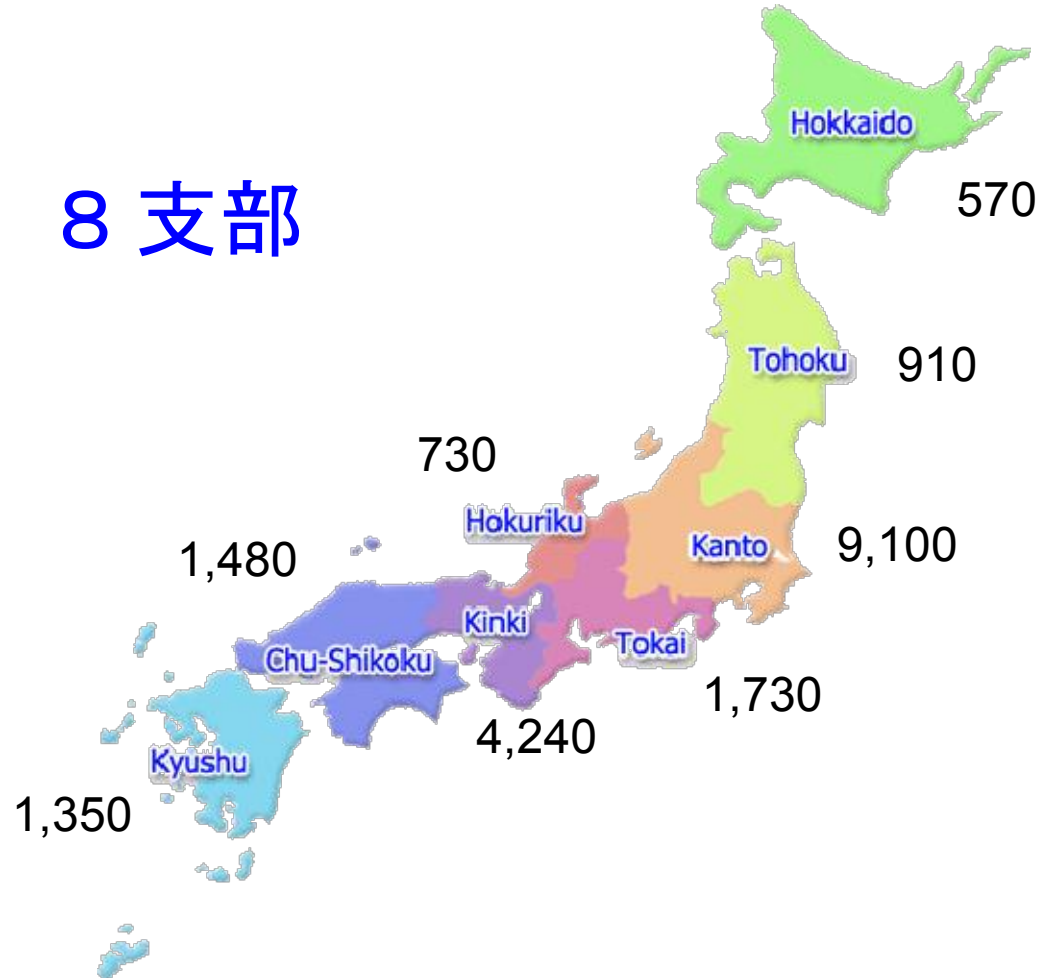 Hokkaido
570
８ 支部
Tohoku
910
730
Hokuriku
Kanto
9,100
1,480
Kinki
Tokai
Chu-Shikoku
1,730
4,240
Kyushu
1,350